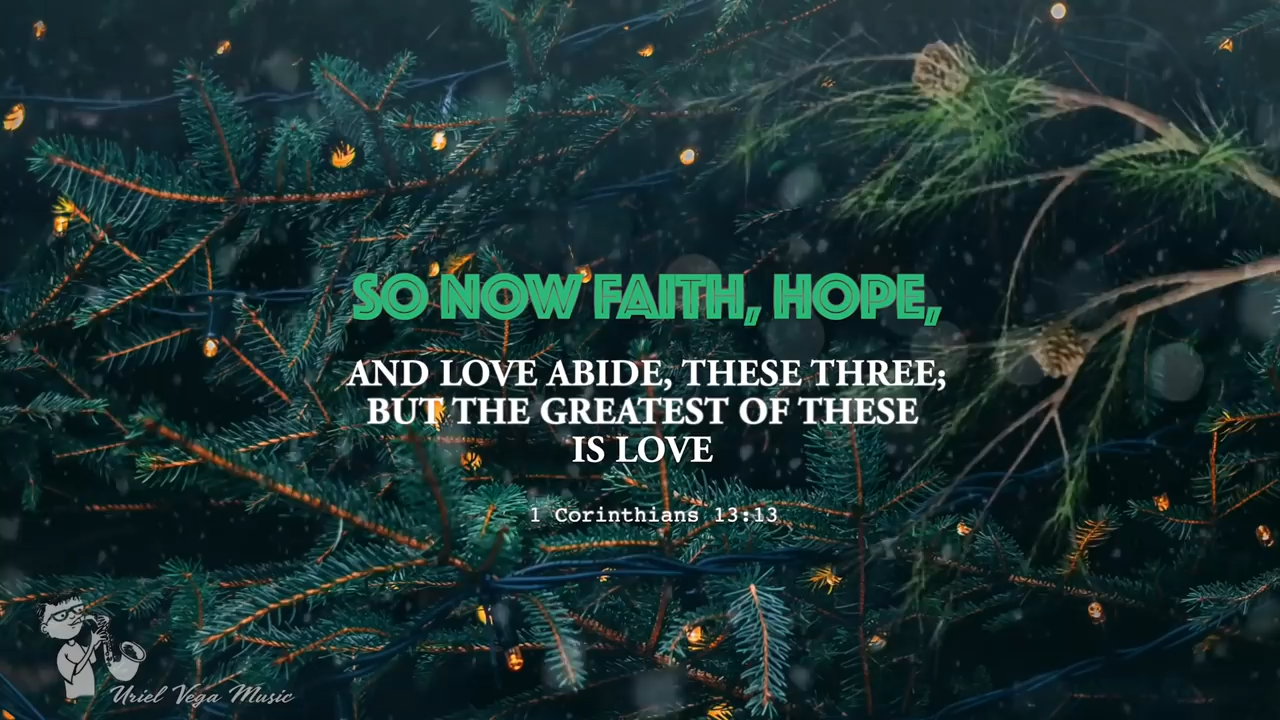 SO NOW FAITH, HOPE,
AND LOVE ABIDE, THESE THREE;
BUT THE GREATEST OF THESE
IS LOVE
1 Corinthians 13:13
Uriel Vega Music